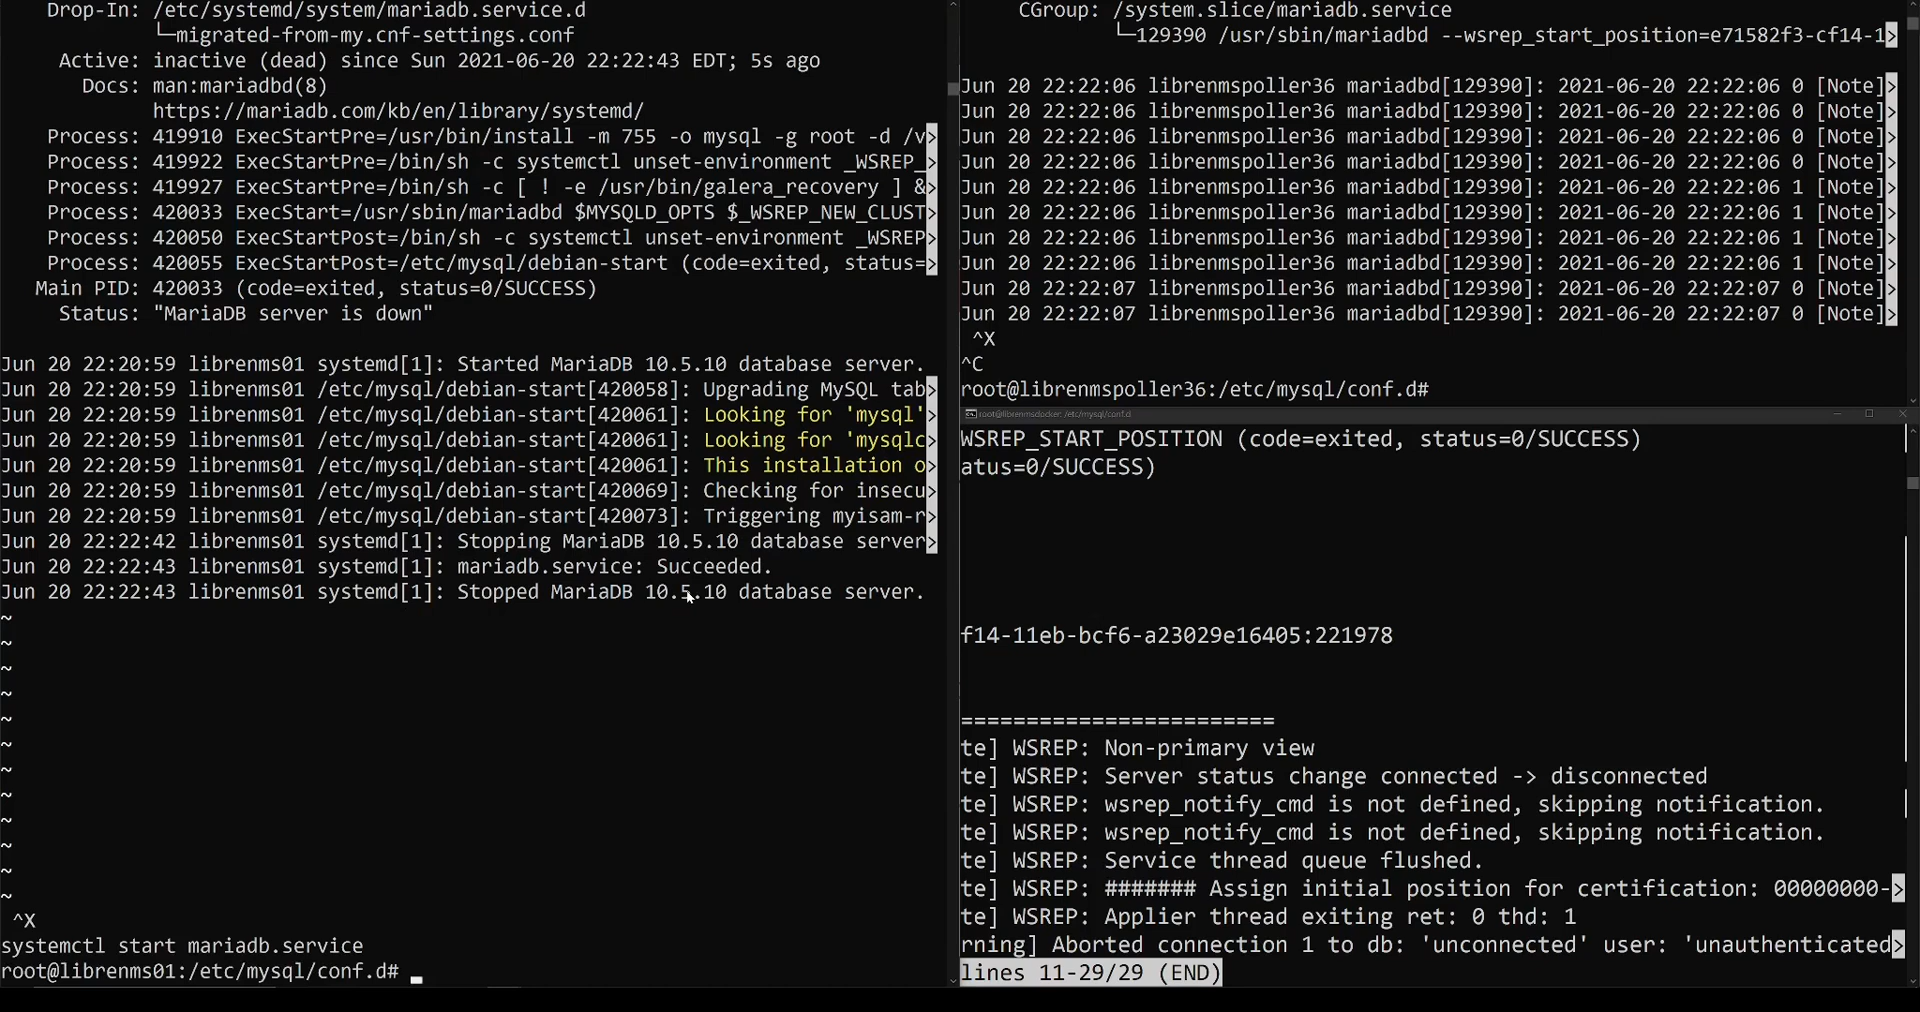 Drop-In: /etc/systemd/system/mariadb.service.d
└─migrated-from-my.cnf-settings.conf
Active: inactive (dead) since Sun 2021-06-20 22:22:43 EDT; 5s ago
Docs: man:mariadbd(8)
https://mariadb.com/kb/en/library/systemd/
Process: 419910 ExecStartPre=/usr/bin/install -m 755 -o mysql -g root -d /v>
Process: 419922 ExecStartPre=/bin/sh -c systemctl unset-environment _WSREP_>
Process: 419927 ExecStartPre=/bin/sh -c [ ! -e /usr/bin/galera_recovery ] &>
Process: 420033 ExecStart=/usr/sbin/mariadbd $MYSQLD_OPTS $_WSREP_NEW_CLUST>
Process: 420050 ExecStartPost=/bin/sh -c systemctl unset-environment _WSREP>
Process: 420055 ExecStartPost=/etc/mysql/debian-start (code=exited, status=>
Main PID: 420033 (code=exited, status=0/SUCCESS)
Status: "MariaDB server is down"
Jun 20 22:20:59 librenms01 systemd[1]: Started MariaDB 10.5.10 database server.
Jun 20 22:20:59 librenms01 /etc/mysql/debian-start[420058]: Upgrading MySQL tab>
Jun 20 22:20:59 librenms01 /etc/mysql/debian-start[420061]: Looking for 'mysql'>
Jun 20 22:20:59 librenms01 /etc/mysql/debian-start[420061]: Looking for 'mysqlc>
Jun 20 22:20:59 librenms01 /etc/mysql/debian-start[420061]: This installation o>
Jun 20 22:20:59 librenms01 /etc/mysql/debian-start[420069]: Checking for insecu>
Jun 20 22:20:59 librenms01 /etc/mysql/debian-start[420073]: Triggering myisam-r>
Jun 20 22:22:42 librenms01 systemd[1]: Stopping MariaDB 10.5.10 database server>
Jun 20 22:22:43 librenms01 systemd[1]: mariadb.service: Succeeded.
Jun 20 22:22:43 librenms01 systemd[1]: Stopped MariaDB 10.5.10 database server.
~
~
~
~
~
~
~
~
~
~
~
~
^X
systemctl start mariadb.service
root@librenms01:/etc/mysql/conf.d#
CGroup: /system.slice/mariadb.service
└─129390 /usr/sbin/mariadbd --wsrep_start_position=e71582f3-cf14-1>
Jun 20 22:22:06 librenmspoller36 mariadbd[129390]: 2021-06-20 22:22:06 0 [Note]>
Jun 20 22:22:06 librenmspoller36 mariadbd[129390]: 2021-06-20 22:22:06 0 [Note]>
Jun 20 22:22:06 librenmspoller36 mariadbd[129390]: 2021-06-20 22:22:06 0 [Note]>
Jun 20 22:22:06 librenmspoller36 mariadbd[129390]: 2021-06-20 22:22:06 0 [Note]>
Jun 20 22:22:06 librenmspoller36 mariadbd[129390]: 2021-06-20 22:22:06 1 [Note]>
Jun 20 22:22:06 librenmspoller36 mariadbd[129390]: 2021-06-20 22:22:06 1 [Note]>
Jun 20 22:22:06 librenmspoller36 mariadbd[129390]: 2021-06-20 22:22:06 1 [Note]>
Jun 20 22:22:06 librenmspoller36 mariadbd[129390]: 2021-06-20 22:22:06 1 [Note]>
Jun 20 22:22:07 librenmspoller36 mariadbd[129390]: 2021-06-20 22:22:07 0 [Note]>
Jun 20 22:22:07 librenmspoller36 mariadbd[129390]: 2021-06-20 22:22:07 0 [Note]>
^X
^C
root@librenmspoller36:/etc/mysql/conf.d#
root@librenmsdocker: /etc/mysql/conf.d
WSREP_START_POSITION (code=exited, status=0/SUCCESS)
atus=0/SUCCESS)
f14-11eb-bcf6-a23029e16405:221978
========================
te] WSREP: Non-primary view
te] WSREP: Server status change connected -> disconnected
te] WSREP: wsrep_notify_cmd is not defined, skipping notification.
te] WSREP: wsrep_notify_cmd is not defined, skipping notification.
te] WSREP: Service thread queue flushed.
te] WSREP: ####### Assign initial position for certification: 00000000->
te] WSREP: Applier thread exiting ret: 0 thd: 1
rning] Aborted connection 1 to db: 'unconnected' user: 'unauthenticated>
lines 11-29/29 (END)